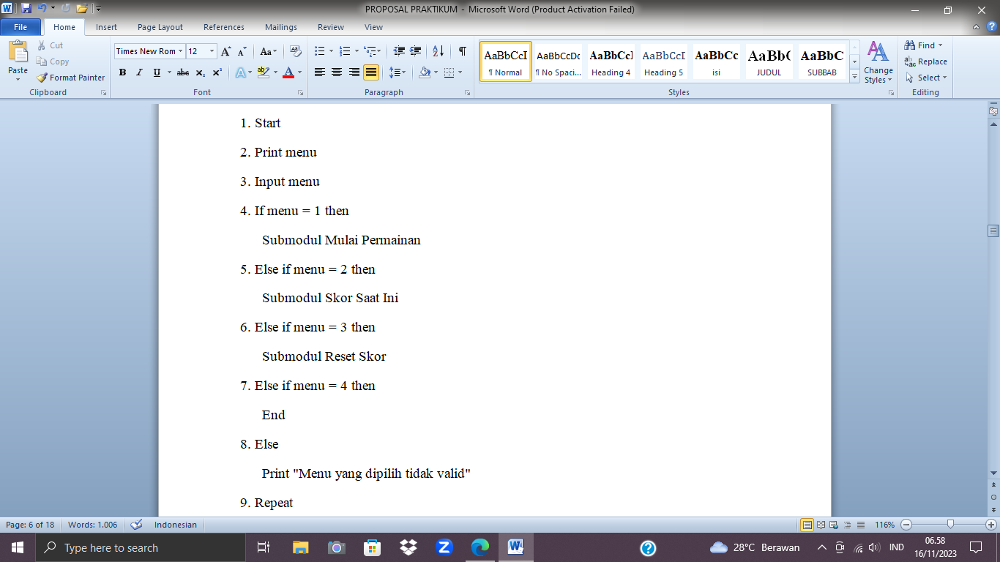 PROPOSAL PRAKTIKUM - Microsoft Word (Product Activation Failed)
File Home Insert Page Layout References Mailings Review View
Paste
Cut
Copy
Format Painter
Clipboard
Times New Rom 12
Font
Paragraph
AaBbCcI AaBbCcDc AaBbCcI AaBbCcI AaBbCc AaBb( AaBbC
¶ Normal ¶ No Spaci... Heading 4 Heading 5 isi JUDUL SUBBAB
Change Styles
Styles
Find
Replace
Select
Editing
1. Start
2. Print menu
3. Input menu
4. If menu = 1 then
Submodul Mulai Permainan
5. Else if menu = 2 then
Submodul Skor Saat Ini
6. Else if menu = 3 then
Submodul Reset Skor
7. Else if menu = 4 then
End
8. Else
Print "Menu yang dipilih tidak valid"
9. Repeat
Page: 6 of 18 Words: 1.006 Indonesian 116%
Type here to search
28°C Berawan
IND
06.58
16/11/2023